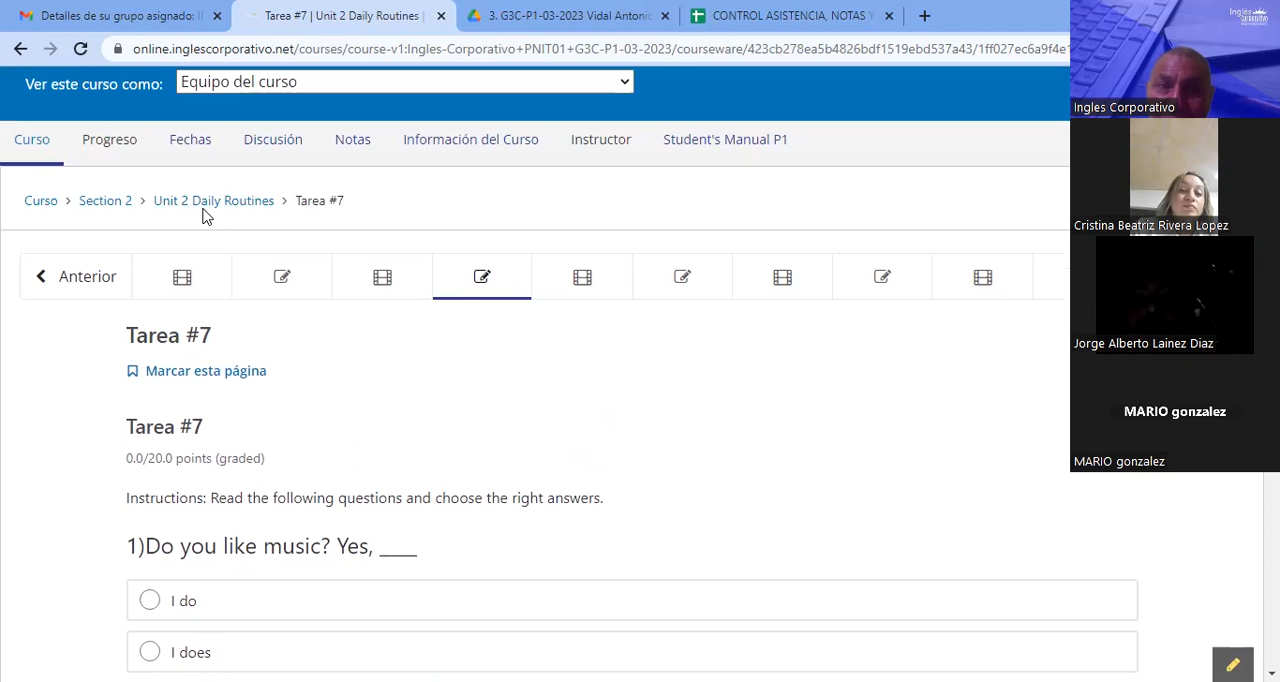 Detalles de su grupo asignado: I
Tarea #7 | Unit 2 Daily Routines |
3. G3C-P1-03-2023 Vidal Antonic
CONTROL ASISTENCIA, NOTAS Y
online.inglescorporativo.net/courses/course-v1:Ingles-Corporativo+PNIT01+G3C-P1-03-2023/courseware/423cb278ea5b4826bdf1519ebd537a43/1ff027ec6a9f4e1
Ver este curso como: Equipo del curso
Curso Progreso Fechas Discusión Notas Información del Curso Instructor Student's Manual P1
Curso > Section 2 > Unit 2 Daily Routines > Tarea #7
Anterior
Tarea #7
Marcar esta página
Tarea #7
0.0/20.0 points (graded)
Instructions: Read the following questions and choose the right answers.
1)Do you like music? Yes, ____
I do
I does
Ingles
Corporativo
Ingles Corporativo
Cristina Beatriz Rivera Lopez
Jorge Alberto Lainez Diaz
MARIO gonzalez
MARIO gonzalez